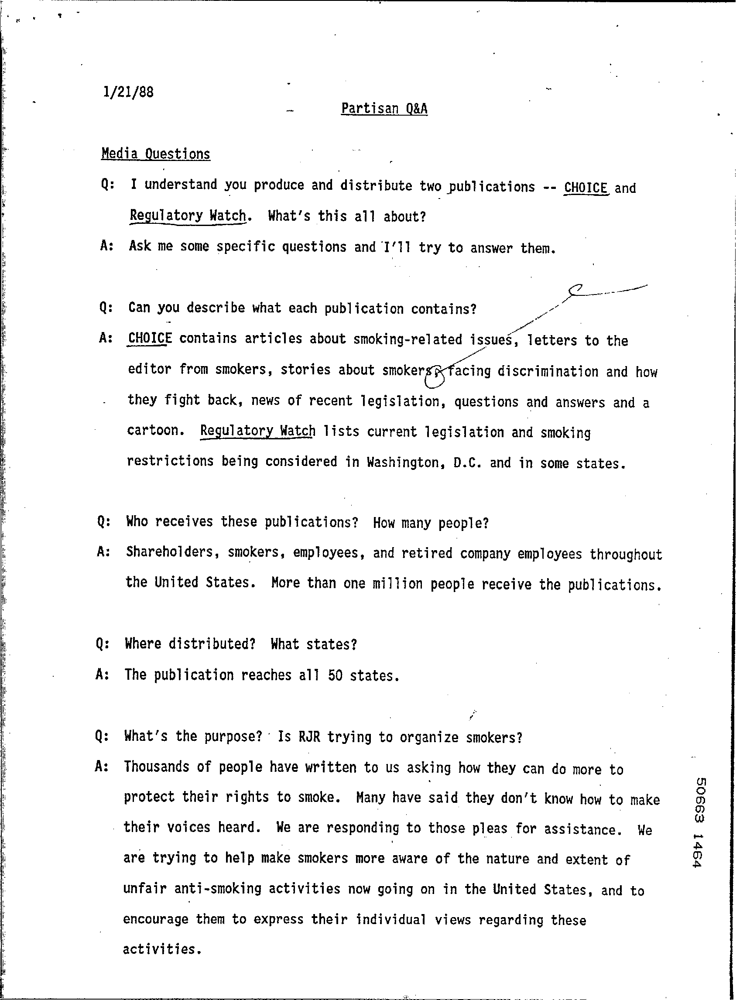 1/21/88
Partisan Q&A
Media Questions
Q: I understand you produce and distribute two publications -- CHOICE and
Regulatory Watch. What's this all about?
A: Ask me some specific questions and I'll try to answer them.
Q: Can you describe what each publication contains?
A: CHOICE contains articles about smoking-related issues, letters to the
editor from smokers, stories about smokers facing discrimination and how
they fight back, news of recent legislation, questions and answers and a
cartoon. Regulatory Watch lists current legislation and smoking
restrictions being considered in Washington, D.C. and in some states.
Q: Who receives these publications? How many people?
A: Shareholders, smokers, employees, and retired company employees throughout
the United States. More than one million people receive the publications.
Q: Where distributed? What states?
A: The publication reaches all 50 states.
Q: What's the purpose? Is RJR trying to organize smokers?
A: Thousands of people have written to us asking how they can do more to
protect their rights to smoke. Many have said they don't know how to make
their voices heard. We are responding to those pleas for assistance. We
are trying to help make smokers more aware of the nature and extent of
unfair anti-smoking activities now going on in the United States, and to
encourage them to express their individual views regarding these
activities.
50663 1464